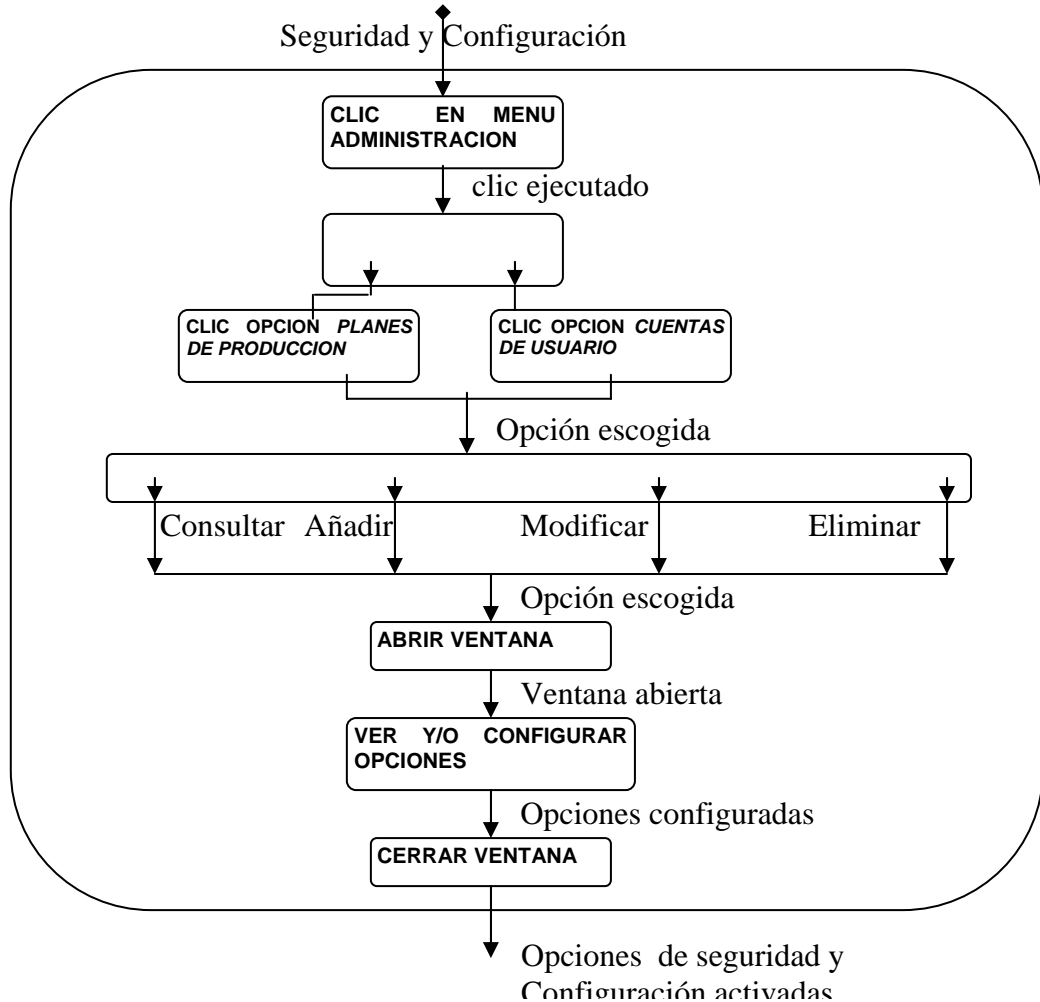 Seguridad y Configuración
CLIC EN MENU
ADMINISTRACION
clic ejecutado
CLIC OPCION PLANES
DE PRODUCCION
CLIC OPCION CUENTAS
DE USUARIO
Opción escogida
Consultar Añadir Modificar Eliminar
Opción escogida
ABRIR VENTANA
Ventana abierta
VER Y/O CONFIGURAR
OPCIONES
Opciones configuradas
CERRAR VENTANA
Opciones de seguridad y
Configuración activadas